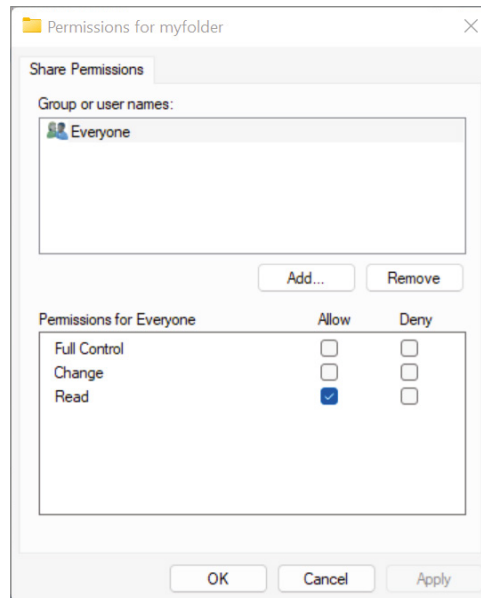 Permissions for myfolder
Share Permissions
Group or user names:
Everyone
Add... Remove
Permissions for Everyone Allow Deny
Full Control
Change
Read
OK Cancel Apply